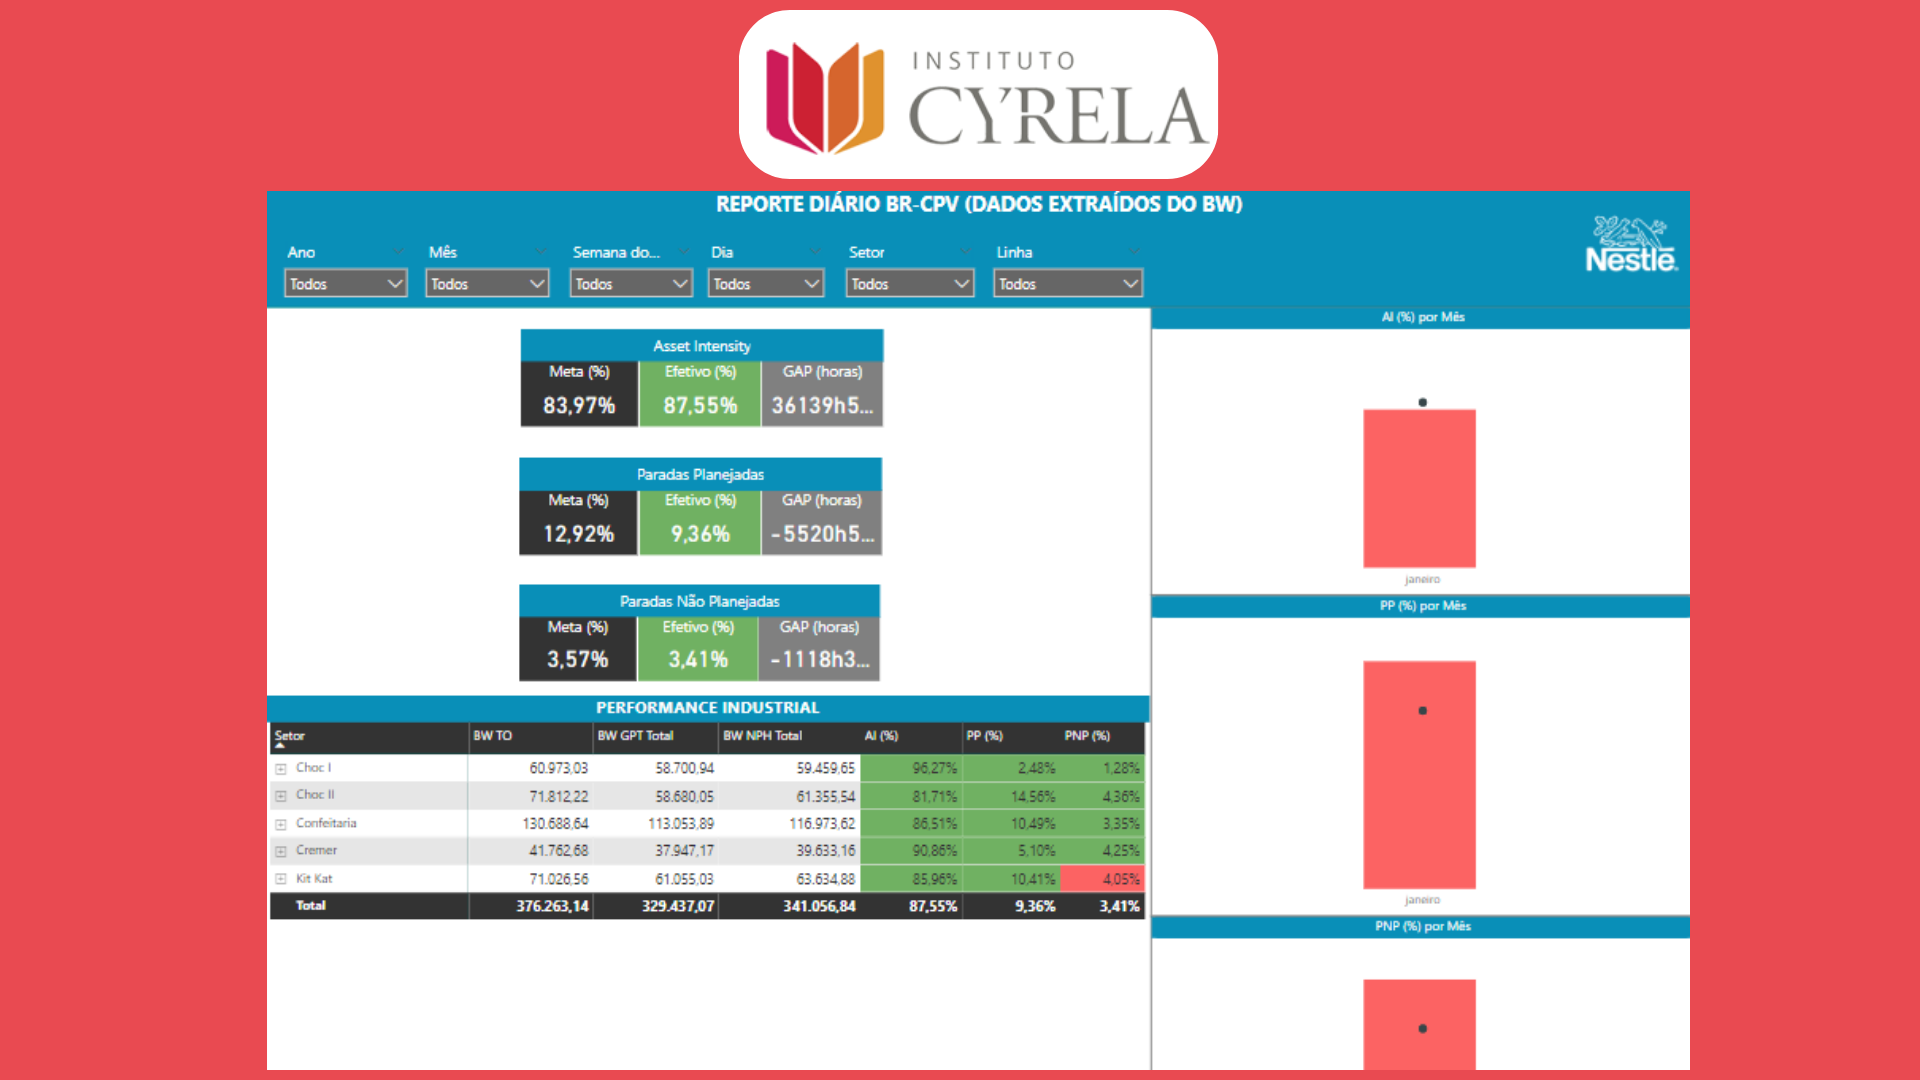 INSTITUTO
CYRELA
REPORTE DIÁRIO BR-CPV (DADOS EXTRAÍDOS DO BW)
Nestlé.
Ano Mês Semana do... Dia Setor Linha
Todos Todos Todos Todos Todos Todos
Asset Intensity
Meta (%) Efetivo (%) GAP (horas)
83,97% 87,55% 36139h5...
Paradas Planejadas
Meta (%) Efetivo (%) GAP (horas)
12,92% 9,36% -5520h5...
Paradas Não Planejadas
Meta (%) Efetivo (%) GAP (horas)
3,57% 3,41% -1118h3...
PERFORMANCE INDUSTRIAL
Setor BW TO BW GPT Total BW NPH Total AI (%) PP (%) PNP (%)
Choc I 60.973,03 58.700,94 59.459,65 96,27% 2,48% 1,28%
Choc II 71.812,22 58.680,05 61.355,54 81,71% 14,56% 4,36%
Confeitaria 130.688,64 113.053,89 116.973,62 86,51% 10,49% 3,35%
Cremer 41.762,68 37.947,17 39.633,16 90,86% 5,10% 4,25%
Kit Kat 71.026,56 61.055,03 63.634,88 85,96% 10,41% 4,05%
Total 376.263,14 329.437,07 341.056,84 87,55% 9,36% 3,41%
AI (%) por Mês
janeiro
PP (%) por Mês
janeiro
PNP (%) por Mês